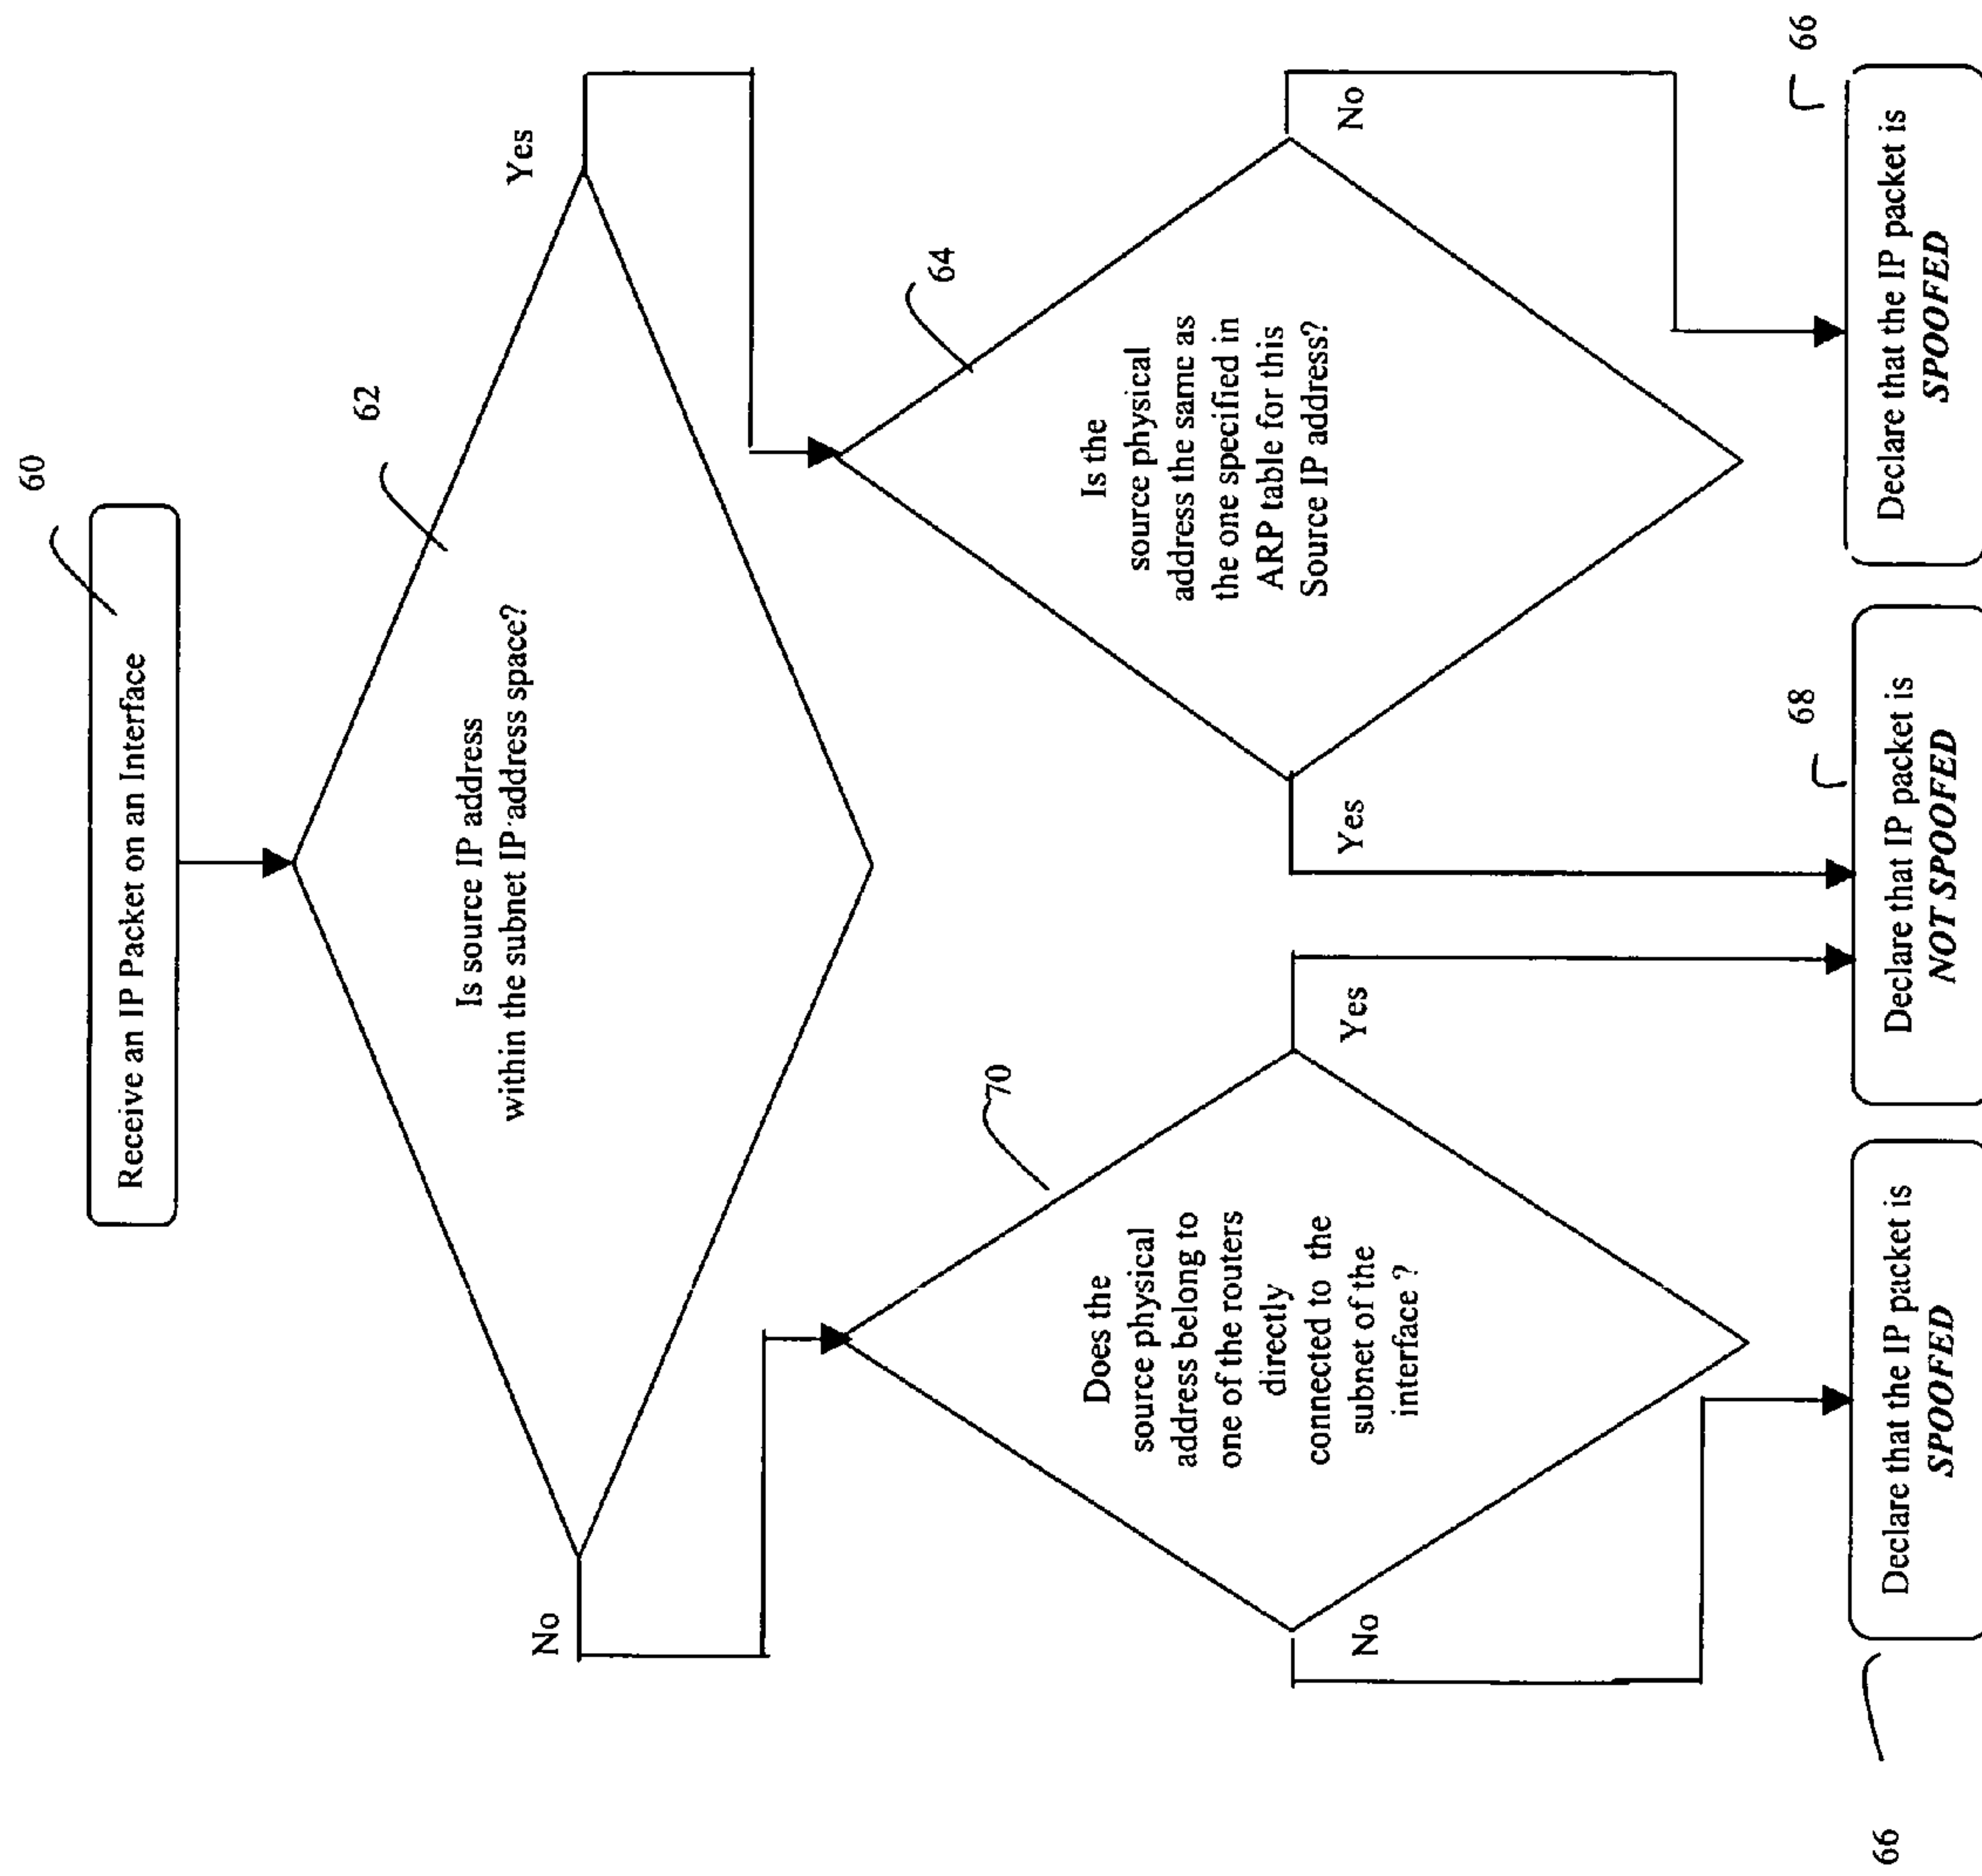 60
Receive an IP Packet on an Interface
62
Is source IP address
within the subnet IP address space?
No
Yes
70
Does the
source physical
address belong to
one of the routers
directly
connected to the
subnet of the
interface ?
No
Yes
64
Is the
source physical
address the same as
the one specified in
ARP table for this
Source IP address?
Yes
No
66
Declare that the IP packet is
SPOOFED
68
Declare that IP packet is
NOT SPOOFED
66
Declare that the IP packet is
SPOOFED